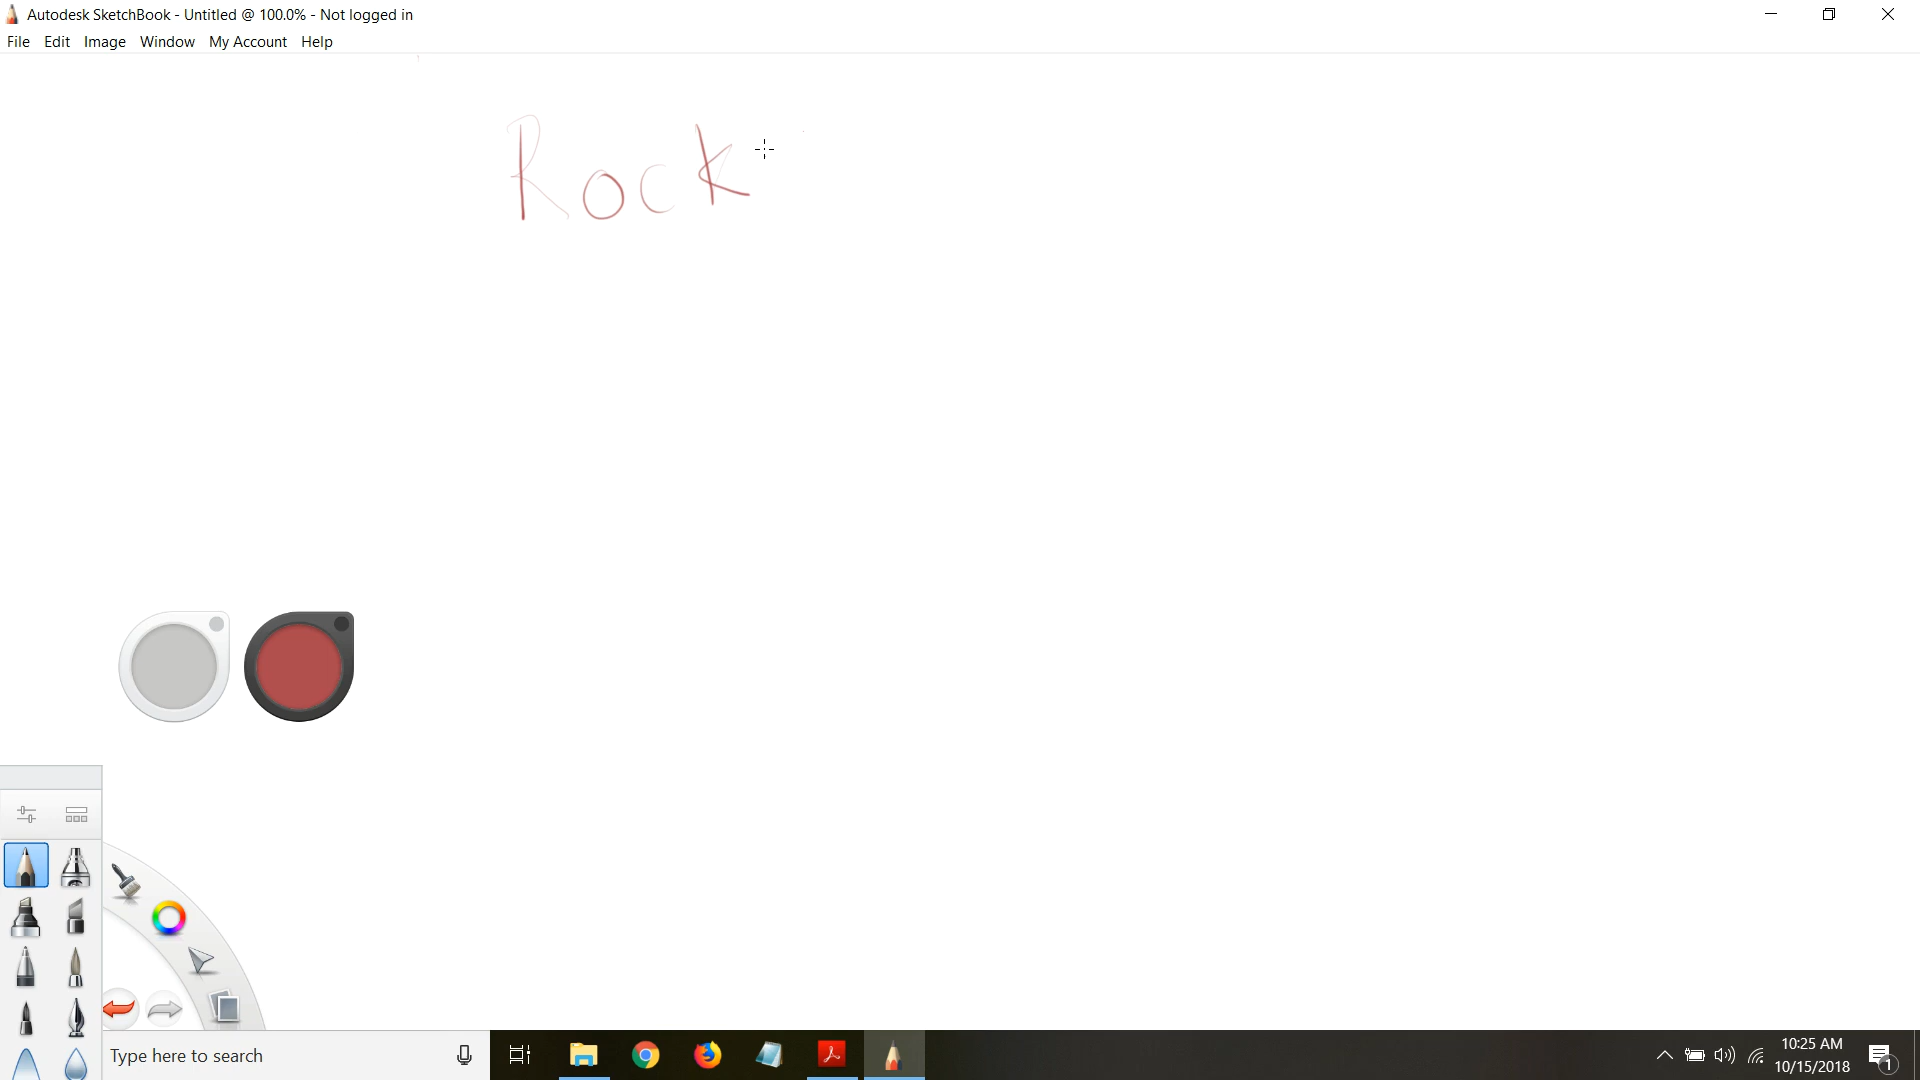 Autodesk SketchBook - Untitled @ 100.0% - Not logged in
File Edit Image Window My Account Help
Rock
Type here to search
10:25 AM
10/15/2018
1